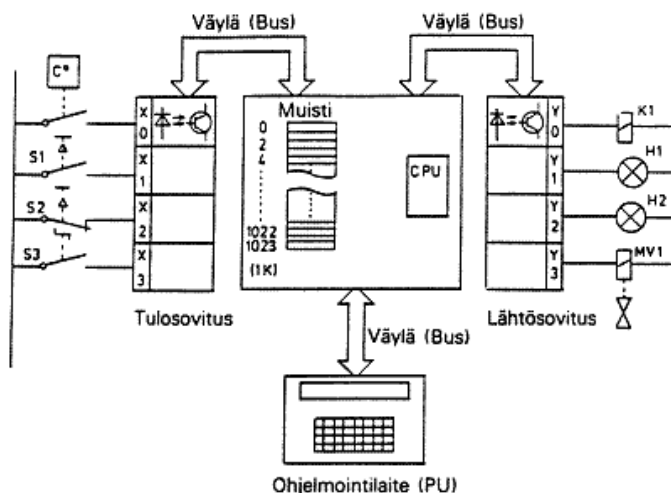 Väylä (Bus)
Väylä (Bus)
C°
X 0
X 1
X 2
X 3
S1
S2
S3
Muisti
0
2
4
1022
1023
(1K)
CPU
Y 0
Y 1
Y 2
Y 3
K1
H1
H2
MV1
Tulosovitus
Väylä (Bus)
Lähtösovitus
Ohjelmointilaite (PU)